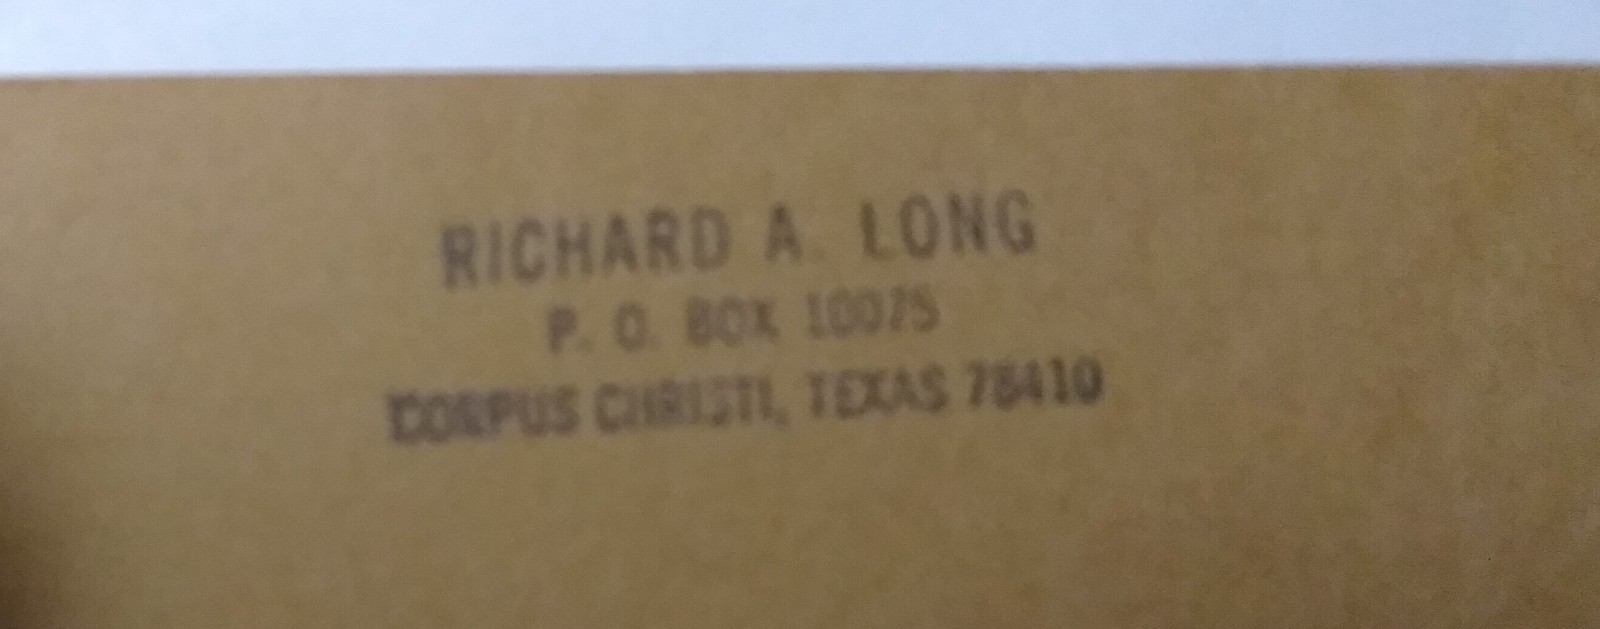 RICHARD A. LONG
P. O. BOX 10075
CORPUS CHRISTI, TEXAS 78410